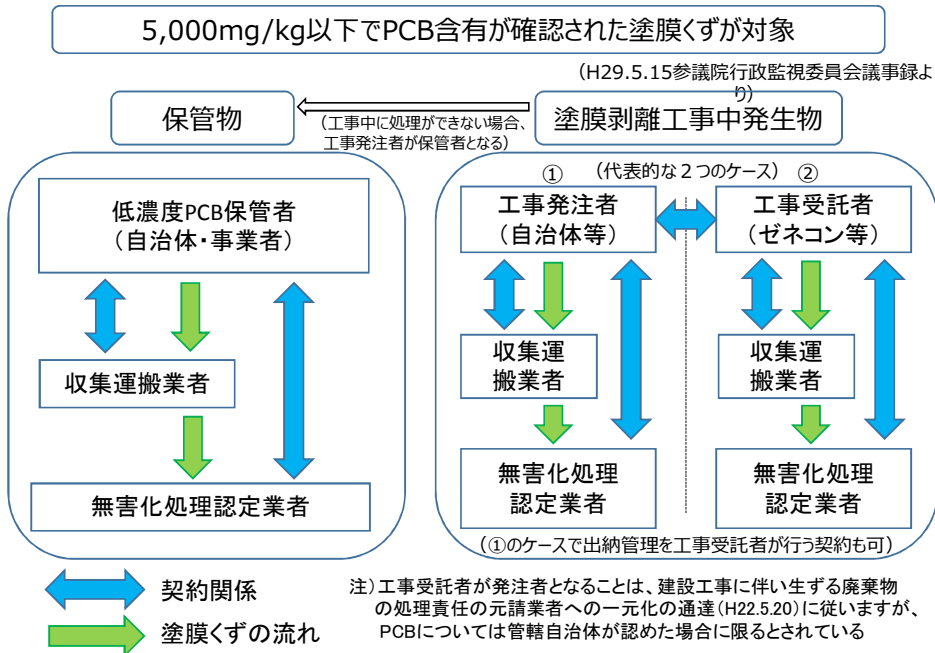 5,000mg/kg以下でPCB含有が確認された塗膜くずが対象
（H29.5.15参議院行政監視委員会議事録よ
り）
保管物
（工事中に処理ができない場合、
工事発注者が保管者となる）
塗膜剥離工事中発生物
低濃度PCB保管者
（自治体・事業者）
収集運搬業者
無害化処理認定業者
① （代表的な２つのケース） ②
工事発注者
（自治体等）
収集運
搬業者
無害化処理
認定業者
工事受託者
（ゼネコン等）
収集運
搬業者
無害化処理
認定業者
（①のケースで出納管理を工事受託者が行う契約も可）
契約関係
塗膜くずの流れ
注）工事受託者が発注者となることは、建設工事に伴い生ずる廃棄物
の処理責任の元請業者への一元化の通達（H22.5.20）に従いますが、
PCBについては管轄自治体が認めた場合に限るとされている